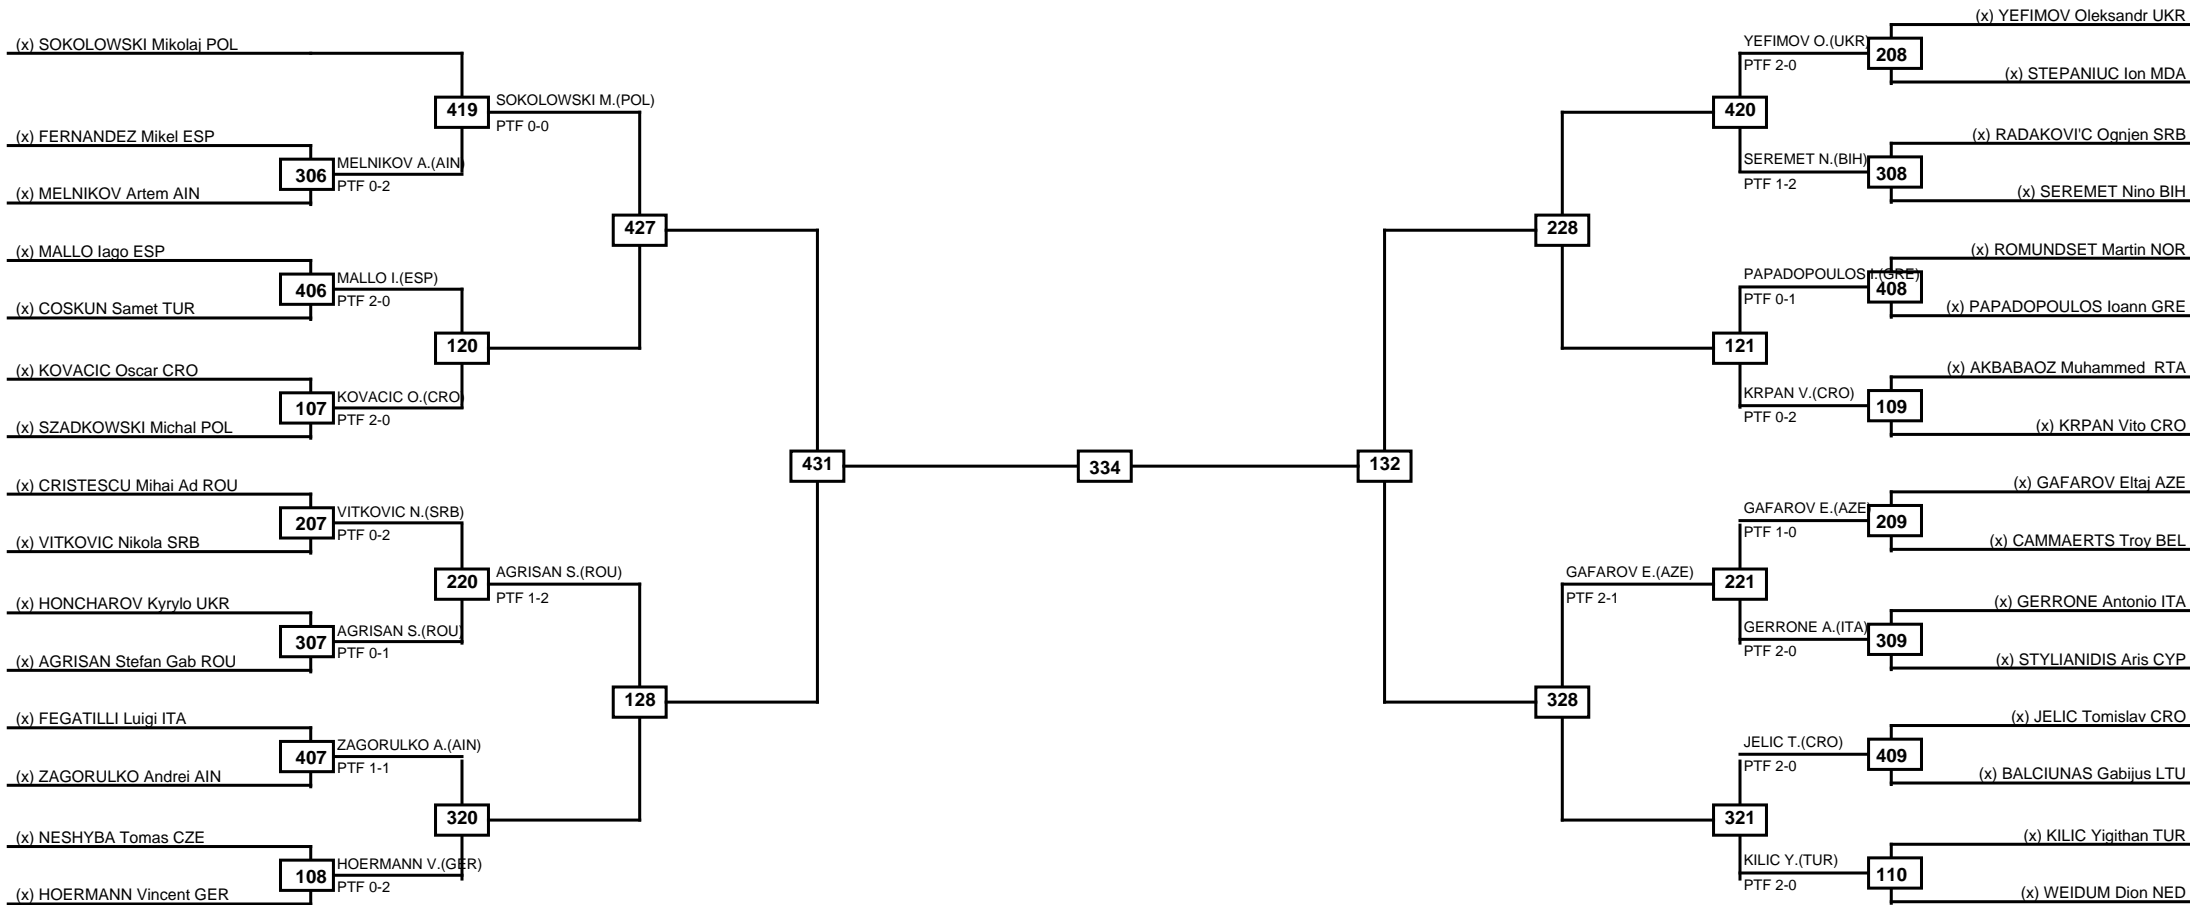 (x) SOKOLOWSKI Mikolaj POL
419
SOKOLOWSKI M.(POL)
PTF 0-0
(x) FERNANDEZ Mikel ESP
306
MELNIKOV A.(AIN)
PTF 0-2
(x) MELNIKOV Artem AIN
427
(x) MALLO Iago ESP
406
MALLO I.(ESP)
PTF 2-0
(x) COSKUN Samet TUR
120
(x) KOVACIC Oscar CRO
107
KOVACIC O.(CRO)
PTF 2-0
(x) SZADKOWSKI Michal POL
431
(x) CRISTESCU Mihai Ad ROU
207
VITKOVIC N.(SRB)
PTF 0-2
(x) VITKOVIC Nikola SRB
220
AGRISAN S.(ROU)
PTF 1-2
(x) HONCHAROV Kyrylo UKR
307
AGRISAN S.(ROU)
PTF 0-1
(x) AGRISAN Stefan Gab ROU
128
(x) FEGATILLI Luigi ITA
407
ZAGORULKO A.(AIN)
PTF 1-1
(x) ZAGORULKO Andrei AIN
320
(x) NESHYBA Tomas CZE
108
HOERMANN V.(GER)
PTF 0-2
(x) HOERMANN Vincent GER
334
(x) YEFIMOV Oleksandr UKR
YEFIMOV O.(UKR)
208
PTF 2-0
(x) STEPANIUC Ion MDA
420
(x) RADAKOVI'C Ognjen SRB
SEREMET N.(BIH)
308
PTF 1-2
(x) SEREMET Nino BIH
228
(x) ROMUNDSET Martin NOR
PAPADOPOULOS I.(GRE)
408
PTF 0-1
(x) PAPADOPOULOS Ioann GRE
121
(x) AKBABAOZ Muhammed  RTA
KRPAN V.(CRO)
109
PTF 0-2
(x) KRPAN Vito CRO
132
(x) GAFAROV Eltaj AZE
GAFAROV E.(AZE)
209
PTF 1-0
(x) CAMMAERTS Troy BEL
GAFAROV E.(AZE)
221
PTF 2-1
(x) GERRONE Antonio ITA
GERRONE A.(ITA)
309
PTF 2-0
(x) STYLIANIDIS Aris CYP
328
(x) JELIC Tomislav CRO
JELIC T.(CRO)
409
PTF 2-0
(x) BALCIUNAS Gabijus LTU
321
(x) KILIC Yigithan TUR
KILIC Y.(TUR)
110
PTF 2-0
(x) WEIDUM Dion NED